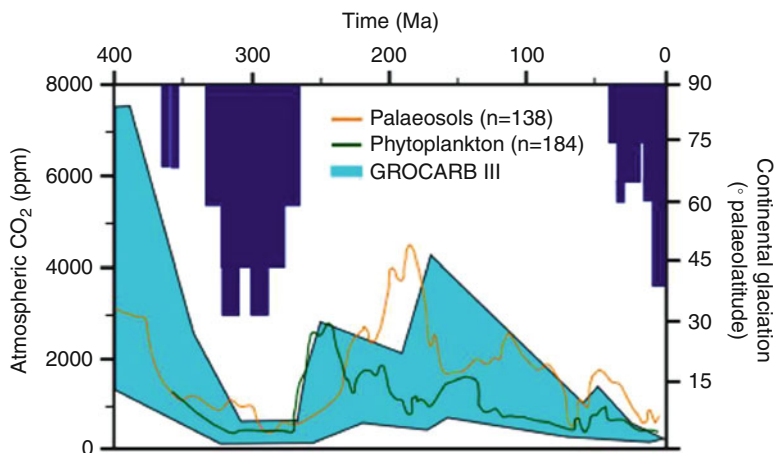 Time (Ma)
400 300 200 100 0
8000
6000
4000
2000
0
Atmospheric CO2 (ppm)
Palaeosols (n=138)
Phytoplankton (n=184)
GROCARB III
90
75
60
45
30
15
Continental glaciation
(° palaeolatitude)